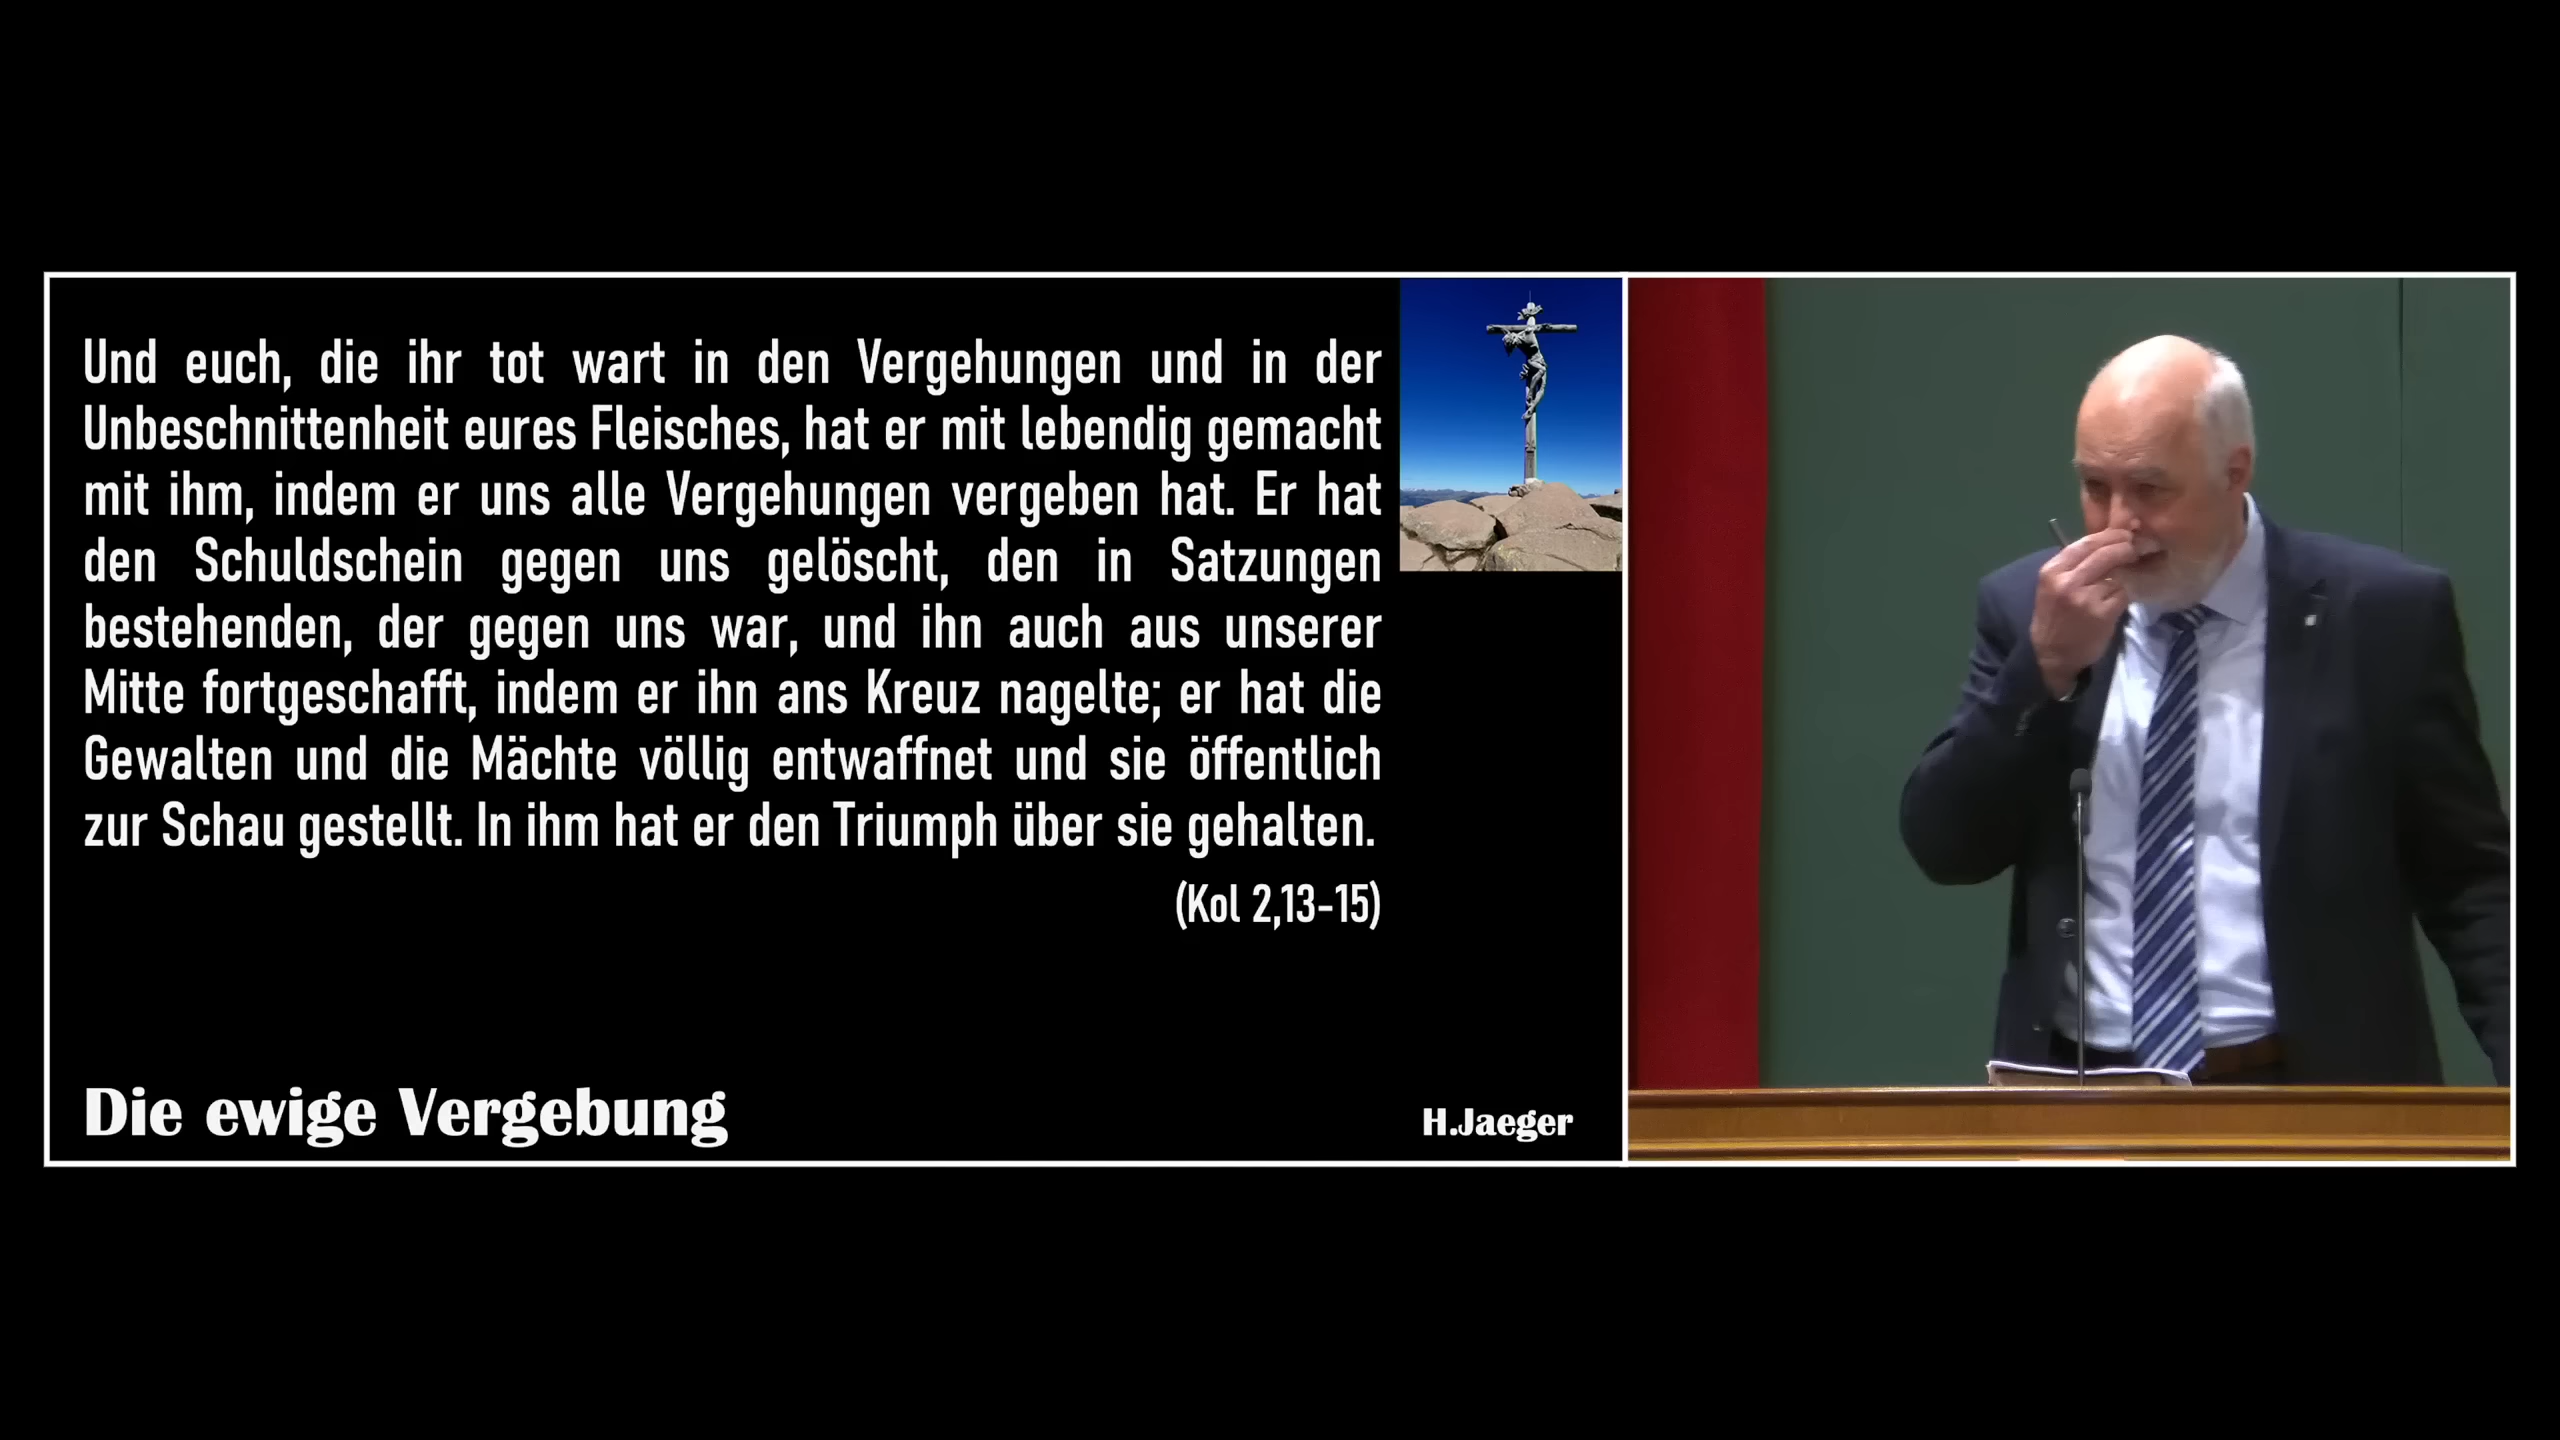 Und euch, die ihr tot wart in den Vergehungen und in der
Unbeschnittenheit eures Fleisches, hat er mit lebendig gemacht
mit ihm, indem er uns alle Vergehungen vergeben hat. Er hat
den Schuldschein gegen uns gelöscht, den in Satzungen
bestehenden, der gegen uns war, und ihn auch aus unserer
Mitte fortgeschafft, indem er ihn ans Kreuz nagelte; er hat die
Gewalten und die Mächte völlig entwaffnet und sie öffentlich
zur Schau gestellt. In ihm hat er den Triumph über sie gehalten.
(Kol 2,13-15)
Die ewige Vergebung
H.Jaeger